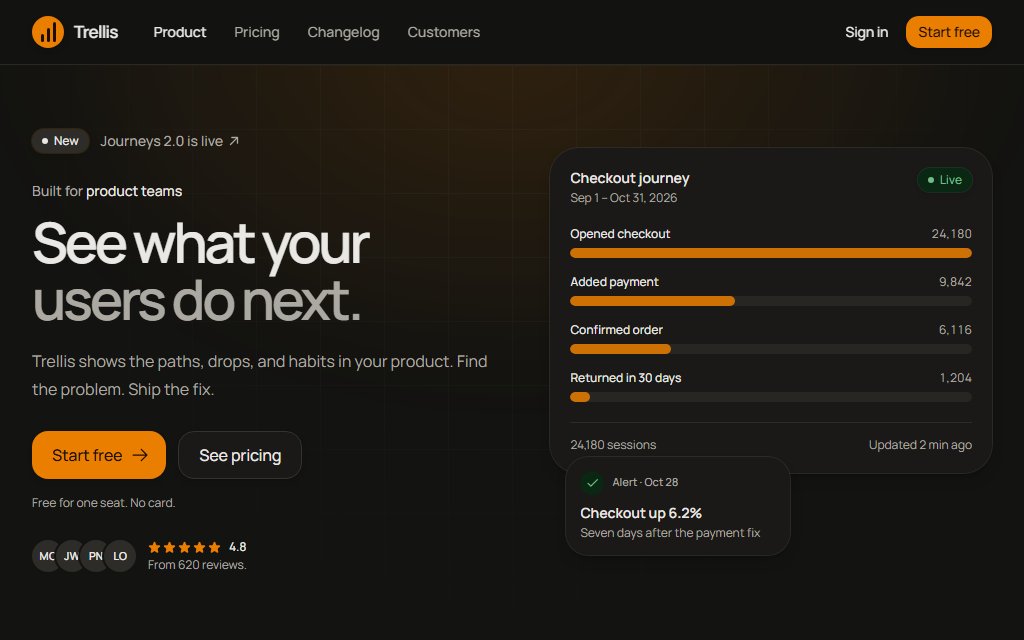 Trellis
Product
Pricing
Changelog
Customers
Sign in
Start free
New
Journeys 2.0 is live
Built for product teams
See what your
users do next.
Trellis shows the paths, drops, and habits in your product. Find
the problem. Ship the fix.
Start free
See pricing
Free for one seat. No card.
MC
JW
PN
LO
4.8
From 620 reviews.
Checkout journey
Live
Sep 1 – Oct 31, 2026
Opened checkout
24,180
Added payment
9,842
Confirmed order
6,116
Returned in 30 days
1,204
24,180 sessions
Updated 2 min ago
Alert · Oct 28
Checkout up 6.2%
Seven days after the payment fix